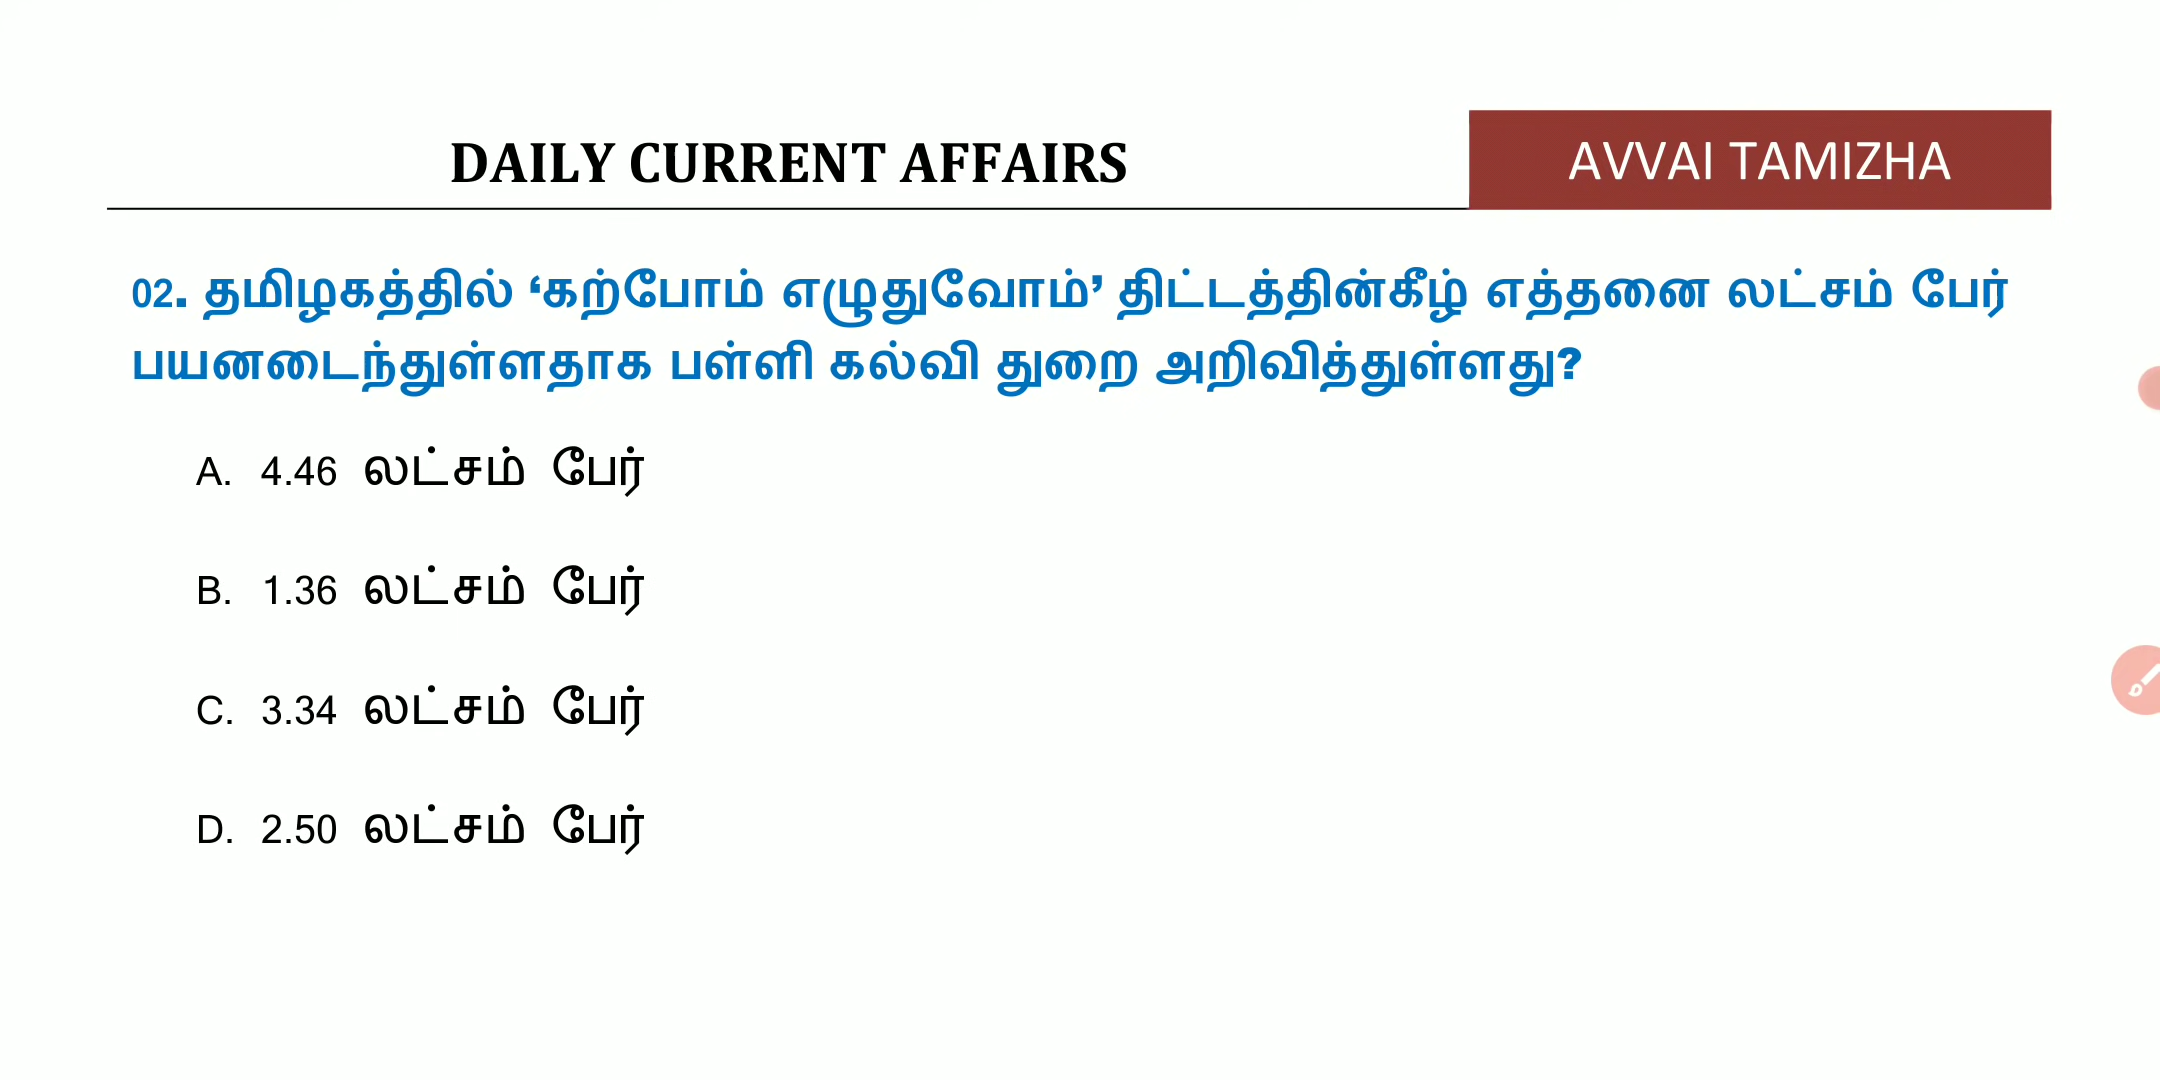 DAILY CURRENT AFFAIRS
AVVAI TAMIZHA
02. தமிழகத்தில் ‘கற்போம் எழுதுவோம்’ திட்டத்தின்கீழ் எத்தனை லட்சம் பேர்
பயனடைந்துள்ளதாக பள்ளி கல்வி துறை அறிவித்துள்ளது?
A. 4.46 லட்சம் பேர்
B. 1.36 லட்சம் பேர்
C. 3.34 லட்சம் பேர்
D. 2.50 லட்சம் பேர்